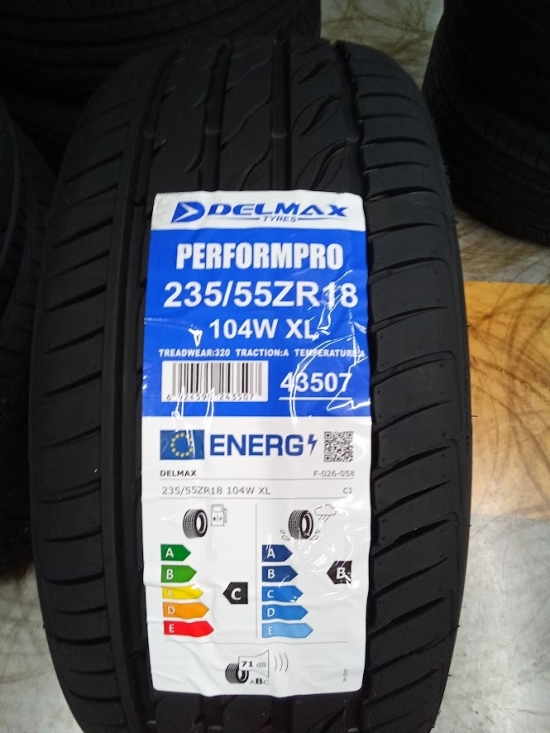 DELMAX
TYRES
PERFORMPRO
235/55ZR18
104W XL
TREADWEAR:320 TRACTION:A TEMPERATURE:A
43507
ENERG
DELMAX F-026-058
235/55ZR18 104W XL C1
A A
B B B
C C
D D
E E
71 dB
ABC